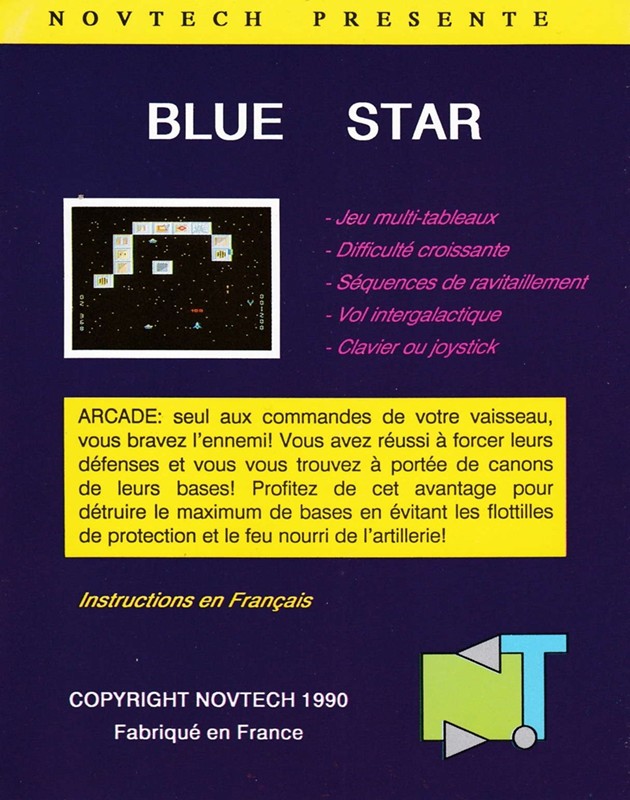 NOVTECH PRESENTE
BLUE STAR
- Jeu multi-tableaux
- Difficulté croissante
- Séquences de ravitaillement
- Vol intergalactique
- Clavier ou joystick
ARCADE: seul aux commandes de votre vaisseau,
vous bravez l'ennemi! Vous avez réussi à forcer leurs
défenses et vous vous trouvez à portée de canons
de leurs bases! Profitez de cet avantage pour
détruire le maximum de bases en évitant les flottilles
de protection et le feu nourri de l'artillerie!
Instructions en Français
NT
COPYRIGHT NOVTECH 1990
Fabriqué en France